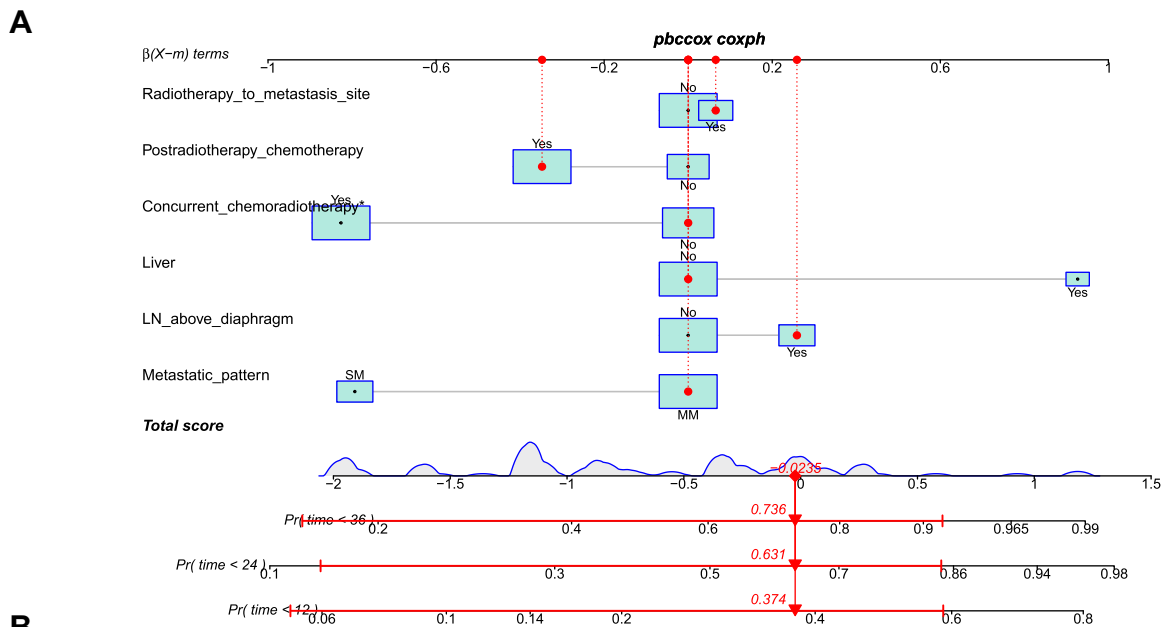 A
pbccox coxph
β(X−m) terms
−1 −0.6 −0.2 0.2 0.6 1
No
Radiotherapy_to_metastasis_site
Yes
Yes
Postradiotherapy_chemotherapy
No
Yes
Concurrent_chemoradiotherapy*
No
No
Liver
Yes
No
LN_above_diaphragm
Yes
SM
Metastatic_pattern
MM
Total score
−0.0235
−2 −1.5 −1 −0.5 0 0.5 1 1.5
0.736
Pr( time < 36 )
0.2 0.4 0.6 0.8 0.9 0.965 0.99
0.631
Pr( time < 24 )
0.1 0.3 0.5 0.7 0.86 0.94 0.98
0.374
Pr( time < 12 )
0.06 0.1 0.14 0.2 0.4 0.6 0.8
B